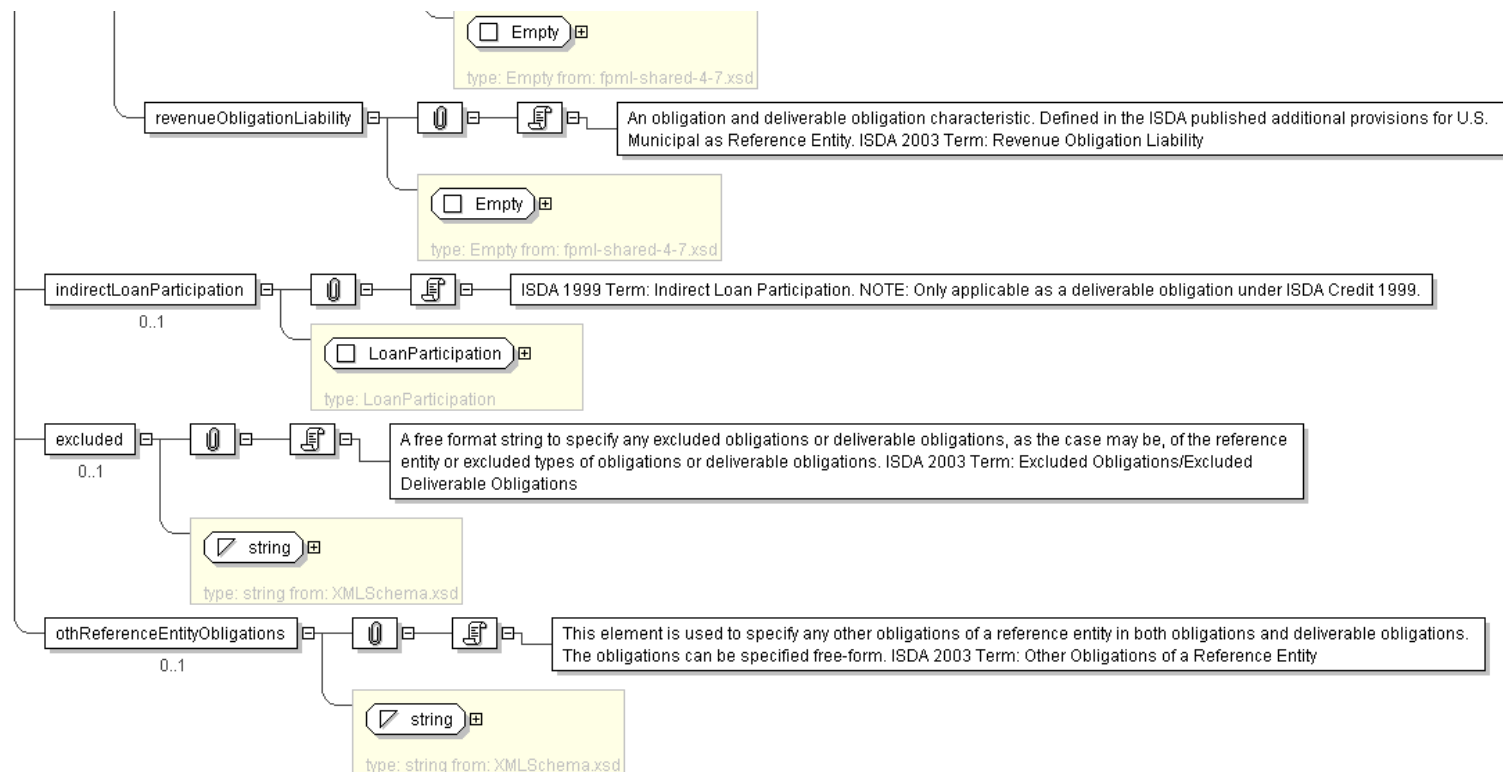 Empty
type: Empty from: fpml-shared-4-7.xsd
revenueObligationLiability
An obligation and deliverable obligation characteristic. Defined in the ISDA published additional provisions for U.S.
Municipal as Reference Entity. ISDA 2003 Term: Revenue Obligation Liability
Empty
type: Empty from: fpml-shared-4-7.xsd
indirectLoanParticipation
ISDA 1999 Term: Indirect Loan Participation. NOTE: Only applicable as a deliverable obligation under ISDA Credit 1999.
0..1
LoanParticipation
type: LoanParticipation
excluded
A free format string to specify any excluded obligations or deliverable obligations, as the case may be, of the reference
entity or excluded types of obligations or deliverable obligations. ISDA 2003 Term: Excluded Obligations/Excluded
Deliverable Obligations
0..1
string
type: string from: XMLSchema.xsd
othReferenceEntityObligations
This element is used to specify any other obligations of a reference entity in both obligations and deliverable obligations.
The obligations can be specified free-form. ISDA 2003 Term: Other Obligations of a Reference Entity
0..1
string
type: string from: XMLSchema.xsd